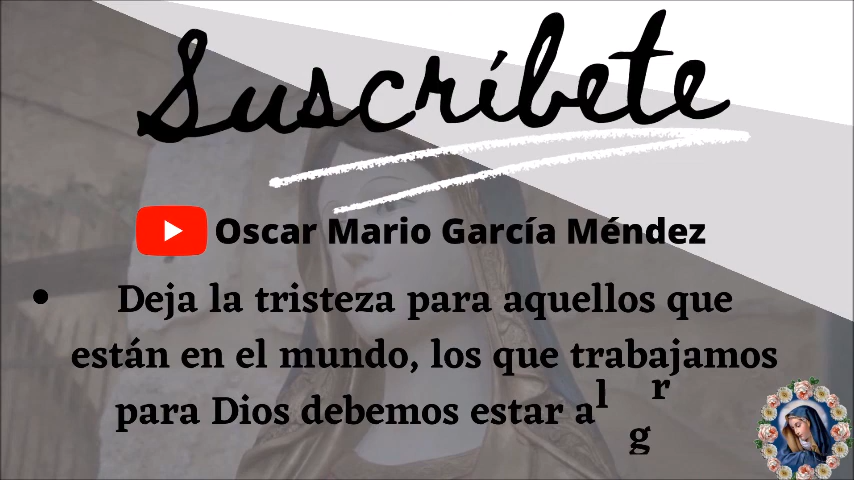 Suscríbete
Oscar Mario García Méndez
• Deja la tristeza para aquellos que
están en el mundo, los que trabajamos
para Dios debemos estar algr